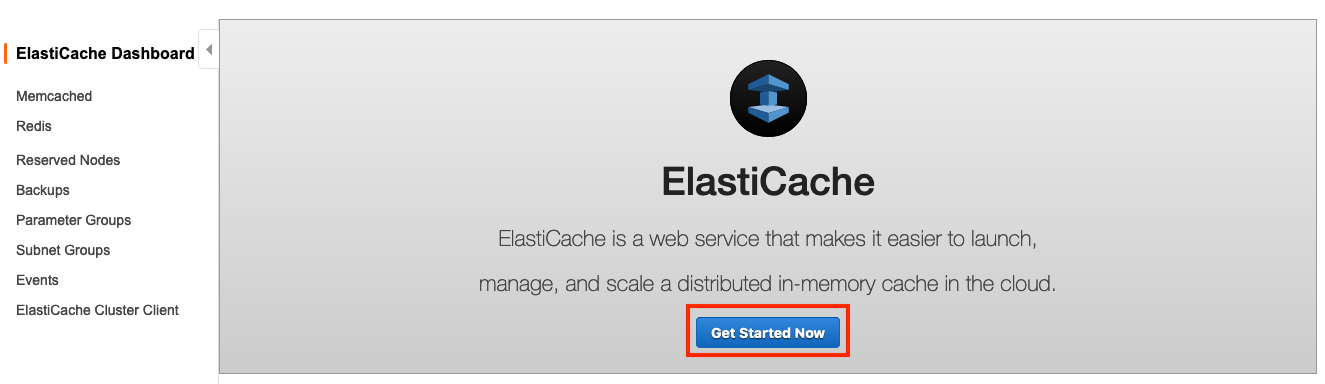 ElastiCache Dashboard
Memcached
Redis
Reserved Nodes
Backups
Parameter Groups
Subnet Groups
Events
ElastiCache Cluster Client
ElastiCache
ElastiCache is a web service that makes it easier to launch,
manage, and scale a distributed in-memory cache in the cloud.
Get Started Now